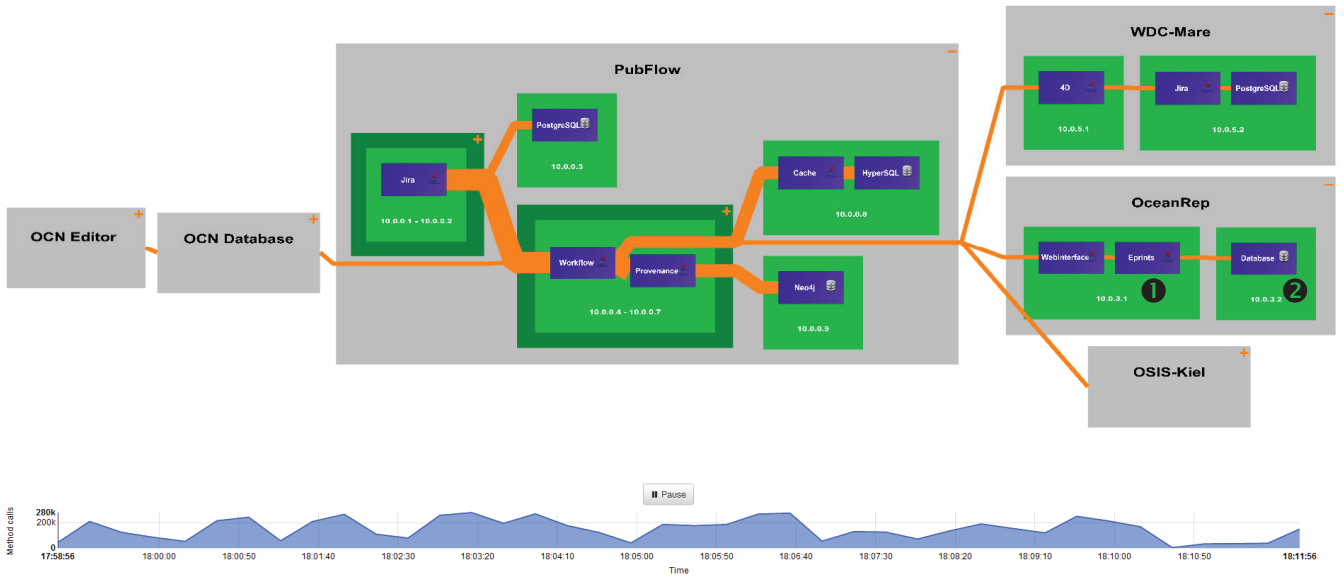 WDC-Mare
−
4D
Jira
PostgreSQL
10.0.5.1
10.0.5.2
PubFlow
−
PostgreSQL
10.0.0.3
+
Jira
10.0.0.1 - 10.0.0.2
Cache
HyperSQL
10.0.0.8
OceanRep
−
Webinterface
Eprints
Database
1
2
10.0.3.1
10.0.3.2
OCN Editor
+
OCN Database
+
+
Workflow
Provenance
10.0.0.4 - 10.0.0.7
Neo4j
10.0.0.9
OSIS-Kiel
+
Pause
Method calls
280k
200k
0
17:58:56
18:00:00
18:00:50
18:01:40
18:02:30
18:03:20
18:04:10
18:05:00
18:05:50
18:06:40
18:07:30
18:08:20
18:09:10
18:10:00
18:10:50
18:11:56
Time